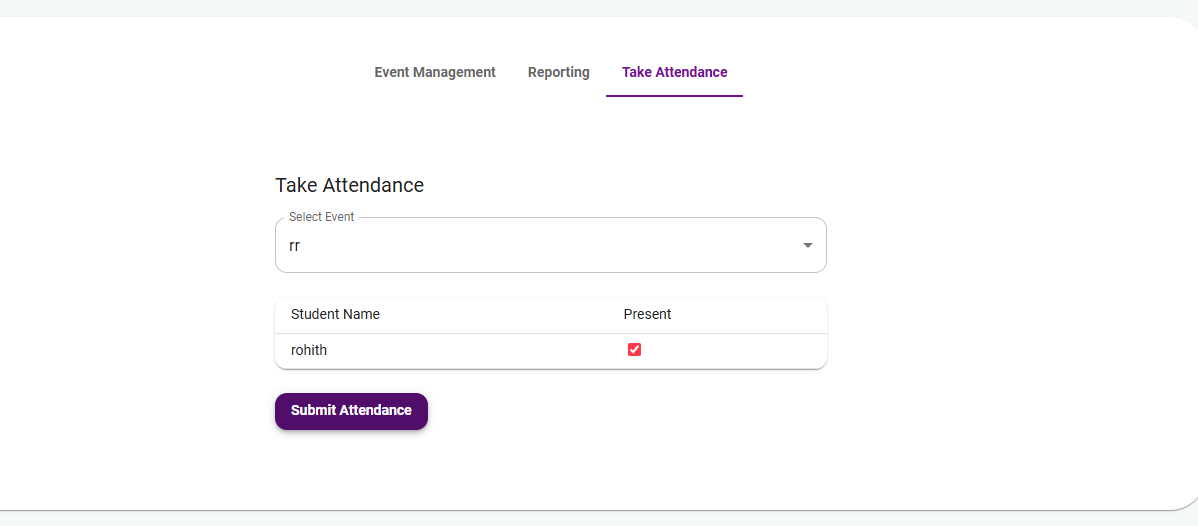 Event Management Reporting Take Attendance
Take Attendance
Select Event
rr
Student Name Present
rohith
Submit Attendance